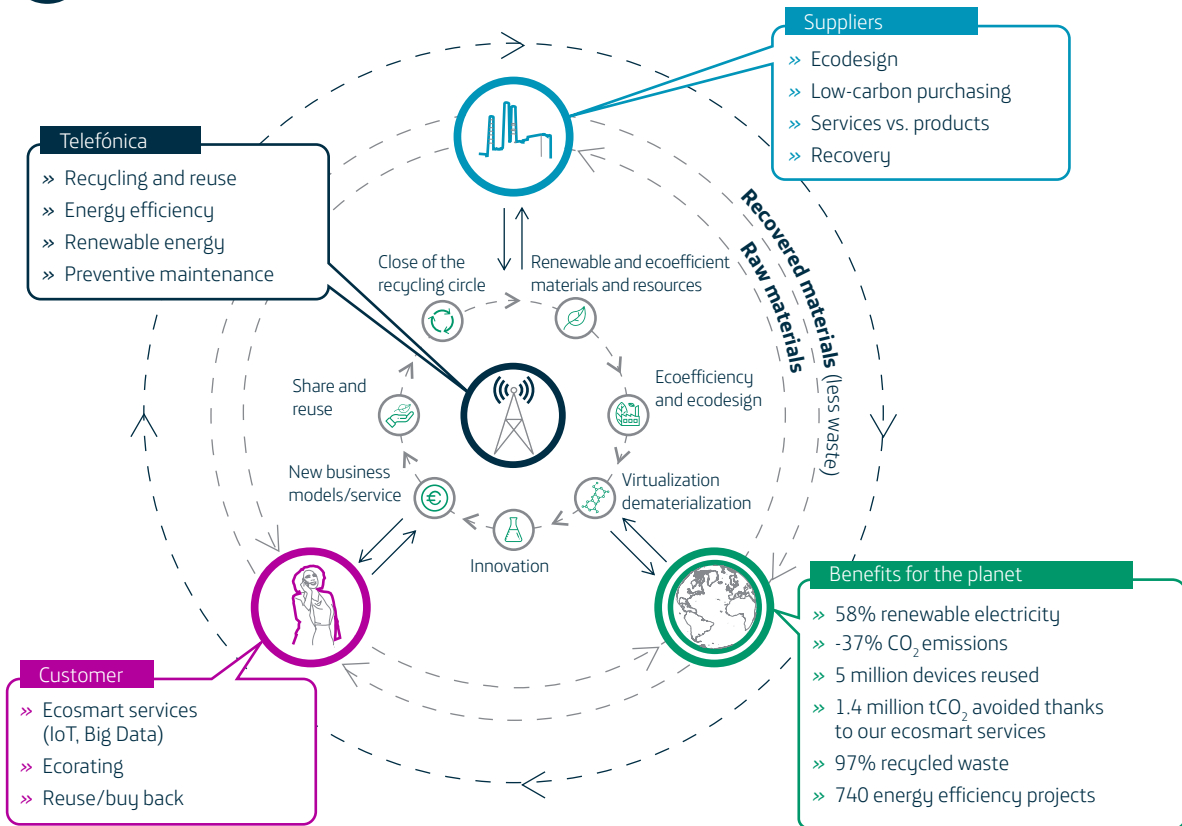 Suppliers
» Ecodesign
» Low-carbon purchasing
» Services vs. products
» Recovery
Telefónica
» Recycling and reuse
» Energy efficiency
» Renewable energy
» Preventive maintenance
Recovered materials (less waste)
Raw materials
Close of the
recycling circle
Renewable and ecoefficient
materials and resources
Share and
reuse
Ecoefficiency
and ecodesign
New business
models/service
€
Virtualization
dematerialization
Innovation
Benefits for the planet
» 58% renewable electricity
» -37% CO₂ emissions
» 5 million devices reused
» 1.4 million tCO₂ avoided thanks
to our ecosmart services
» 97% recycled waste
» 740 energy efficiency projects
Customer
» Ecosmart services
(IoT, Big Data)
» Ecorating
» Reuse/buy back